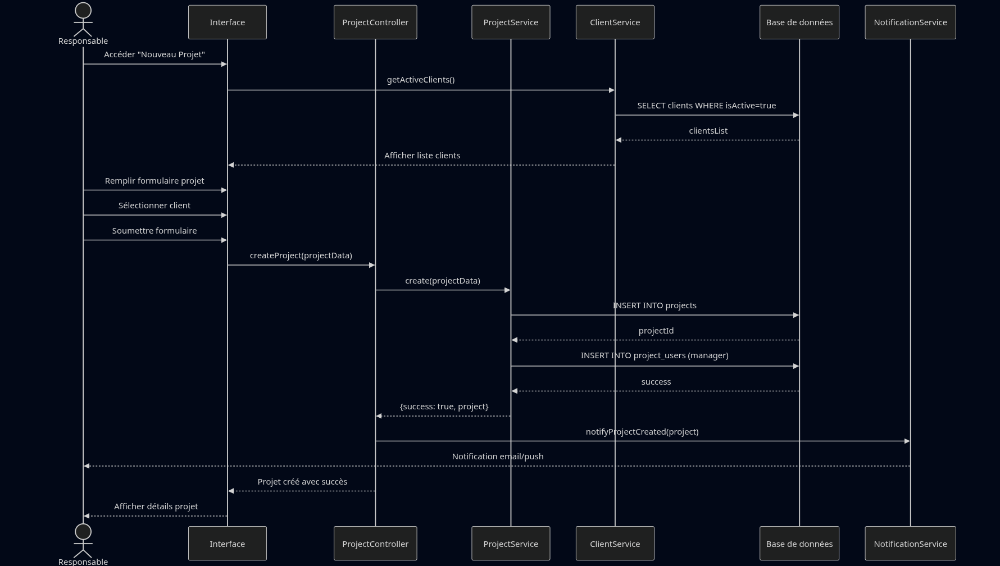 Responsable
Interface
ProjectController
ProjectService
ClientService
Base de données
NotificationService
Accéder "Nouveau Projet"
getActiveClients()
SELECT clients WHERE isActive=true
clientsList
Afficher liste clients
Remplir formulaire projet
Sélectionner client
Soumettre formulaire
createProject(projectData)
create(projectData)
INSERT INTO projects
projectId
INSERT INTO project_users (manager)
success
{success: true, project}
notifyProjectCreated(project)
Notification email/push
Projet créé avec succès
Afficher détails projet
Responsable
Interface
ProjectController
ProjectService
ClientService
Base de données
NotificationService